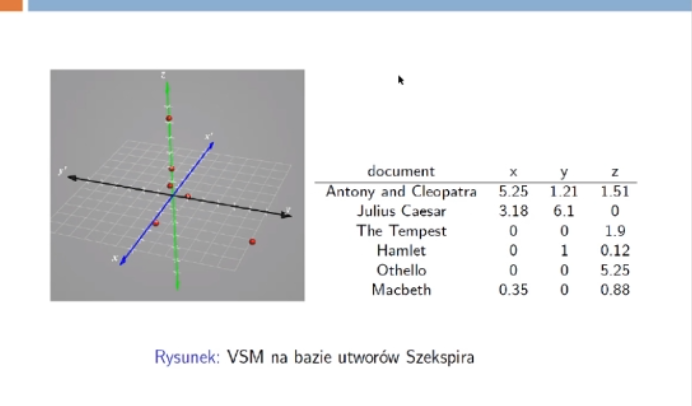 z
x'
y'
z
x
document x y z
Antony and Cleopatra 5.25 1.21 1.51
Julius Caesar 3.18 6.1 0
The Tempest 0 0 1.9
Hamlet 0 1 0.12
Othello 0 0 5.25
Macbeth 0.35 0 0.88
Rysunek: VSM na bazie utworów Szekspira